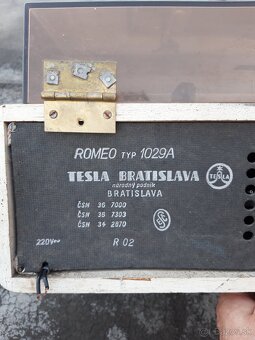 ROMEO TYP 1029A
TESLA BRATISLAVA
národný podnik
BRATISLAVA
ČSN 36 7000
ČSN 36 7303
ČSN 34 2870
220V~ R 02
TESLA